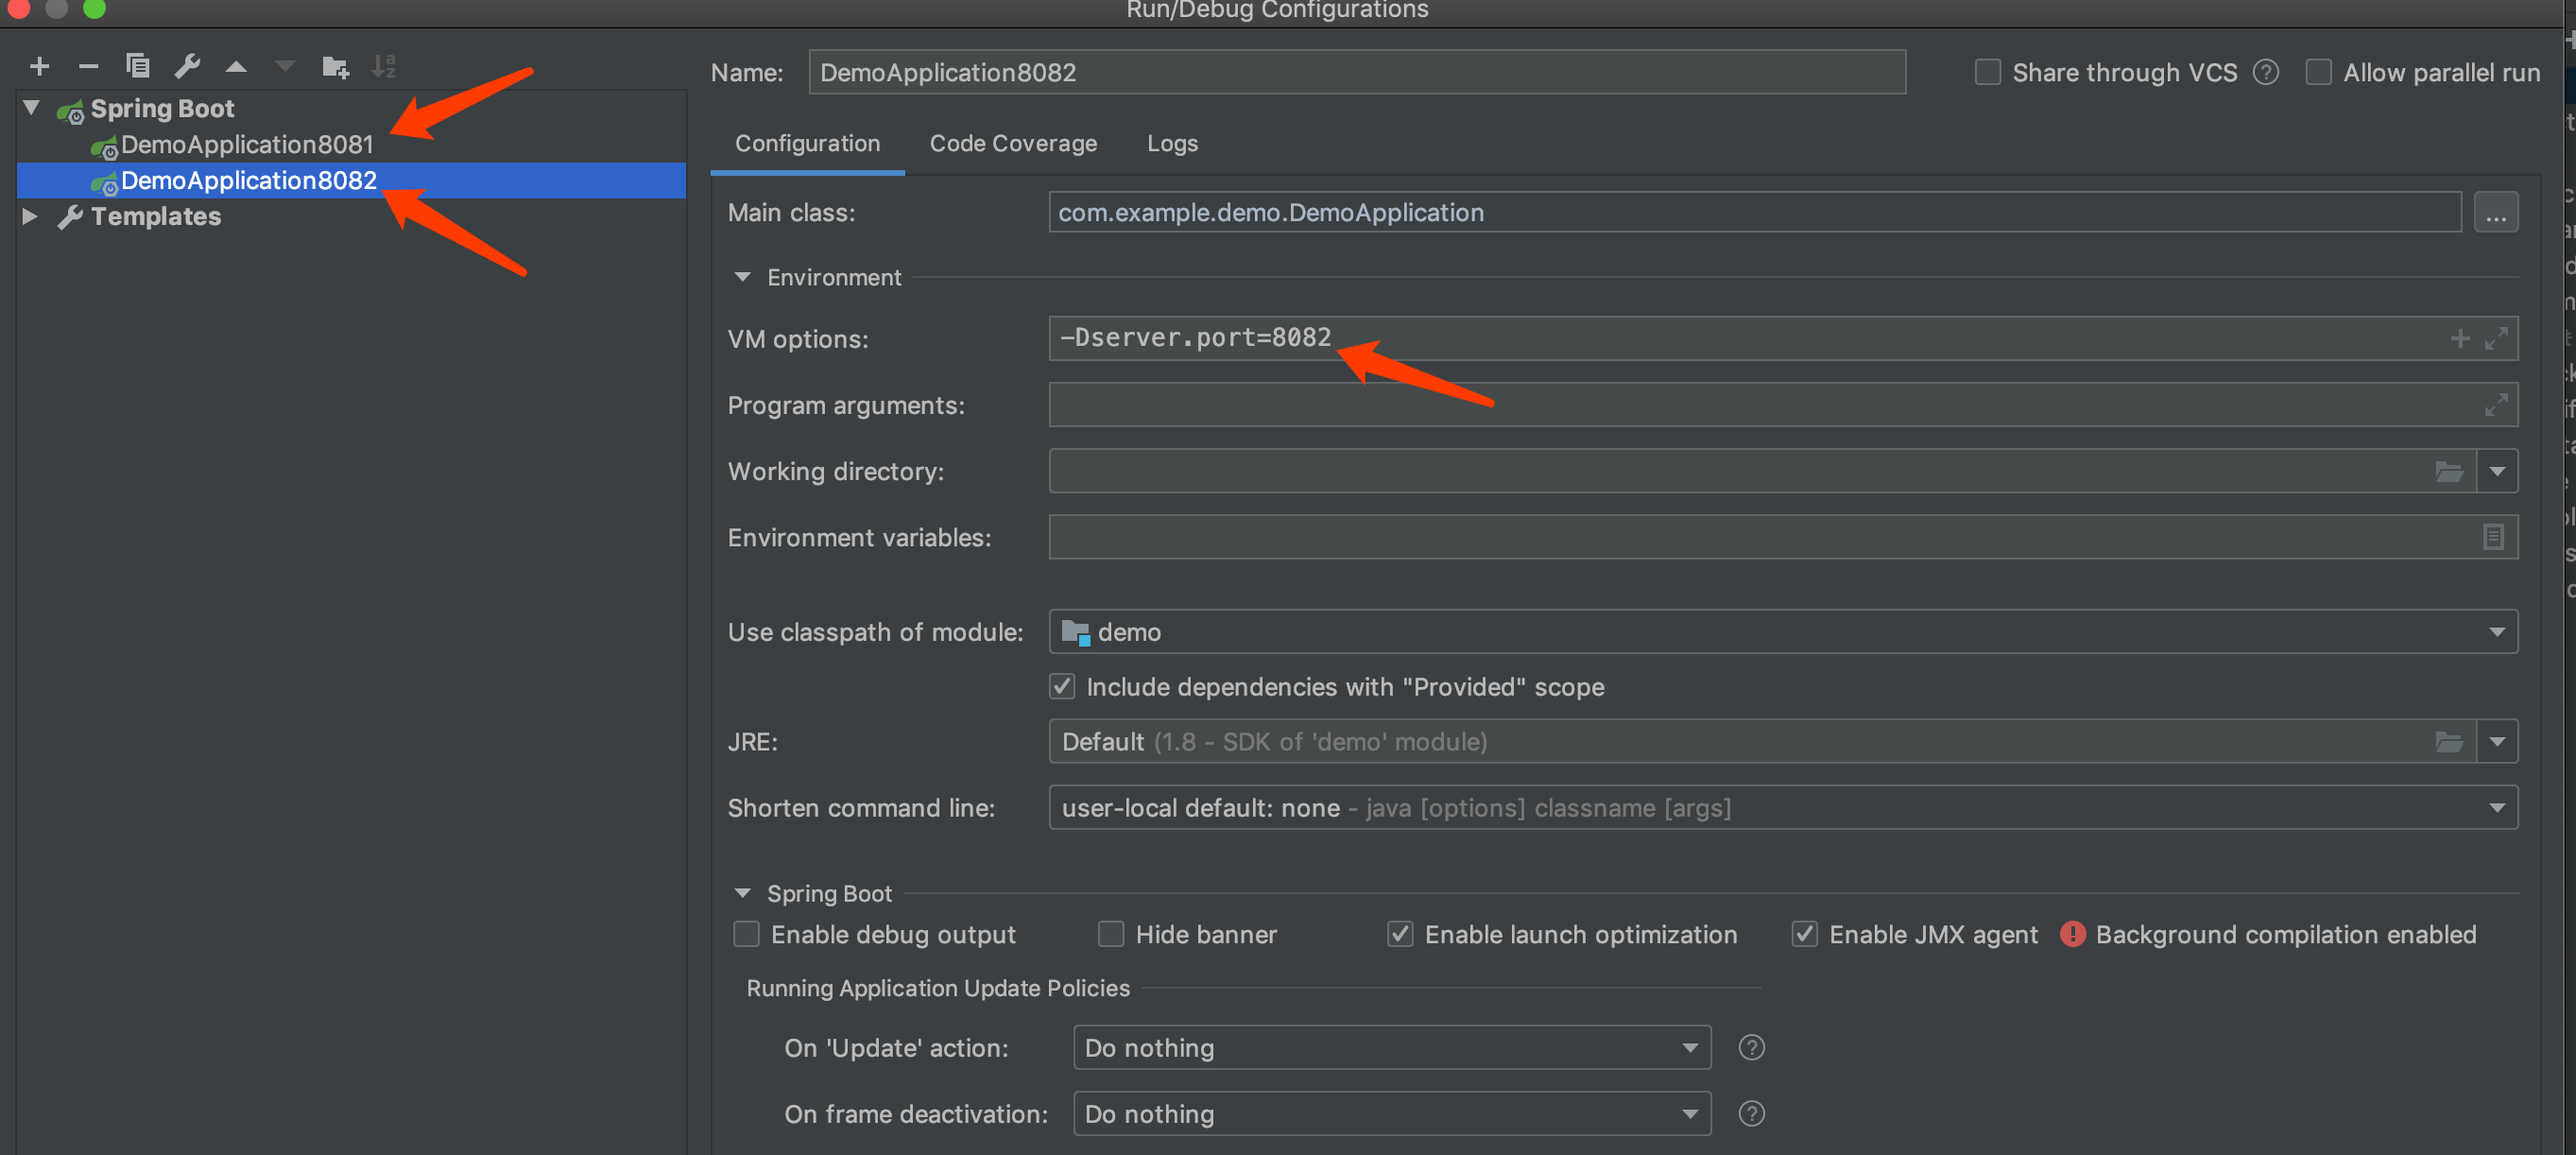 Run/Debug Configurations
Name: DemoApplication8082 Share through VCS ? Allow parallel run
Spring Boot
DemoApplication8081
DemoApplication8082
Templates
Configuration Code Coverage Logs
Main class: com.example.demo.DemoApplication ...
Environment
VM options: -Dserver.port=8082
Program arguments:
Working directory:
Environment variables:
Use classpath of module: demo
Include dependencies with "Provided" scope
JRE: Default (1.8 - SDK of 'demo' module)
Shorten command line: user-local default: none - java [options] classname [args]
Spring Boot
Enable debug output Hide banner Enable launch optimization Enable JMX agent ! Background compilation enabled
Running Application Update Policies
On 'Update' action: Do nothing ?
On frame deactivation: Do nothing ?